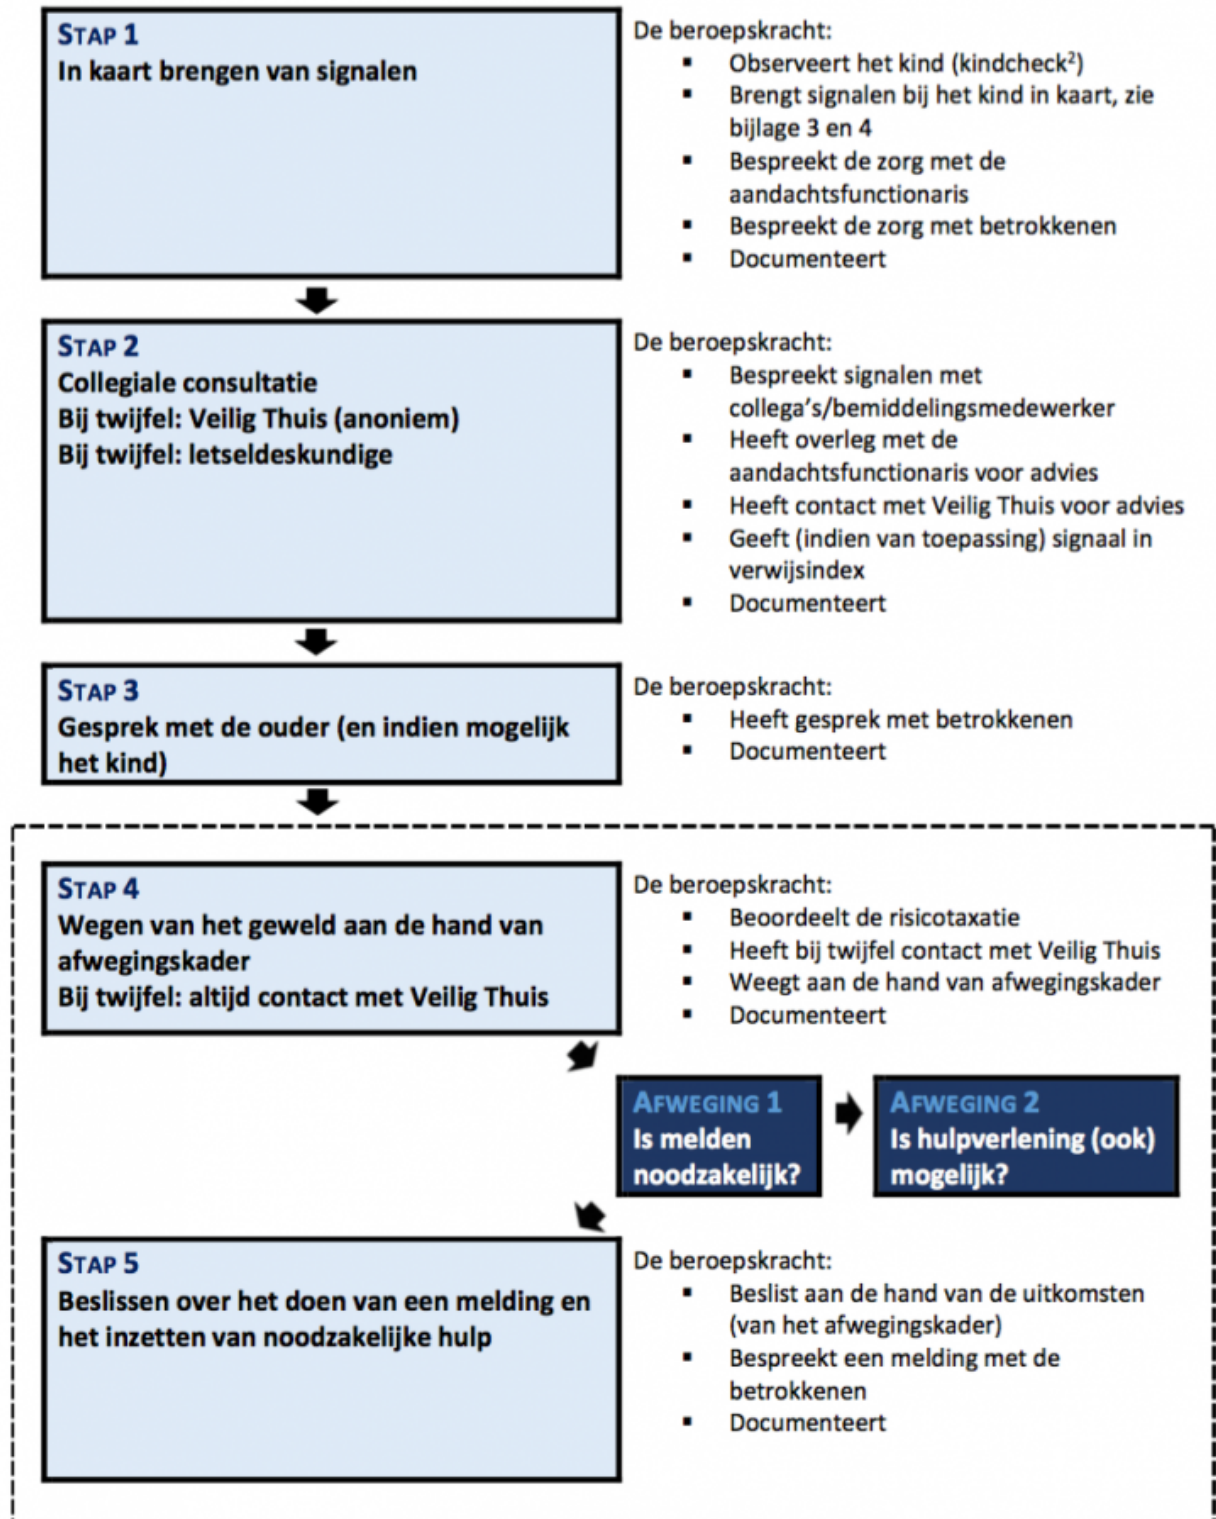 STAP 1
In kaart brengen van signalen
De beroepskracht:
▪ Observeert het kind (kindcheck²)
▪ Brengt signalen bij het kind in kaart, zie
bijlage 3 en 4
▪ Bespreekt de zorg met de
aandachtsfunctionaris
▪ Bespreekt de zorg met betrokkenen
▪ Documenteert
STAP 2
Collegiale consultatie
Bij twijfel: Veilig Thuis (anoniem)
Bij twijfel: letseldeskundige
De beroepskracht:
▪ Bespreekt signalen met
collega's/bemiddelingsmedewerker
▪ Heeft overleg met de
aandachtsfunctionaris voor advies
▪ Heeft contact met Veilig Thuis voor advies
▪ Geeft (indien van toepassing) signaal in
verwijsindex
▪ Documenteert
STAP 3
Gesprek met de ouder (en indien mogelijk
het kind)
De beroepskracht:
▪ Heeft gesprek met betrokkenen
▪ Documenteert
STAP 4
Wegen van het geweld aan de hand van
afwegingskader
Bij twijfel: altijd contact met Veilig Thuis
De beroepskracht:
▪ Beoordeelt de risicotaxatie
▪ Heeft bij twijfel contact met Veilig Thuis
▪ Weegt aan de hand van afwegingskader
▪ Documenteert
AFWEGING 1
Is melden
noodzakelijk?
AFWEGING 2
Is hulpverlening (ook)
mogelijk?
STAP 5
Beslissen over het doen van een melding en
het inzetten van noodzakelijke hulp
De beroepskracht:
▪ Beslist aan de hand van de uitkomsten
(van het afwegingskader)
▪ Bespreekt een melding met de
betrokkenen
▪ Documenteert